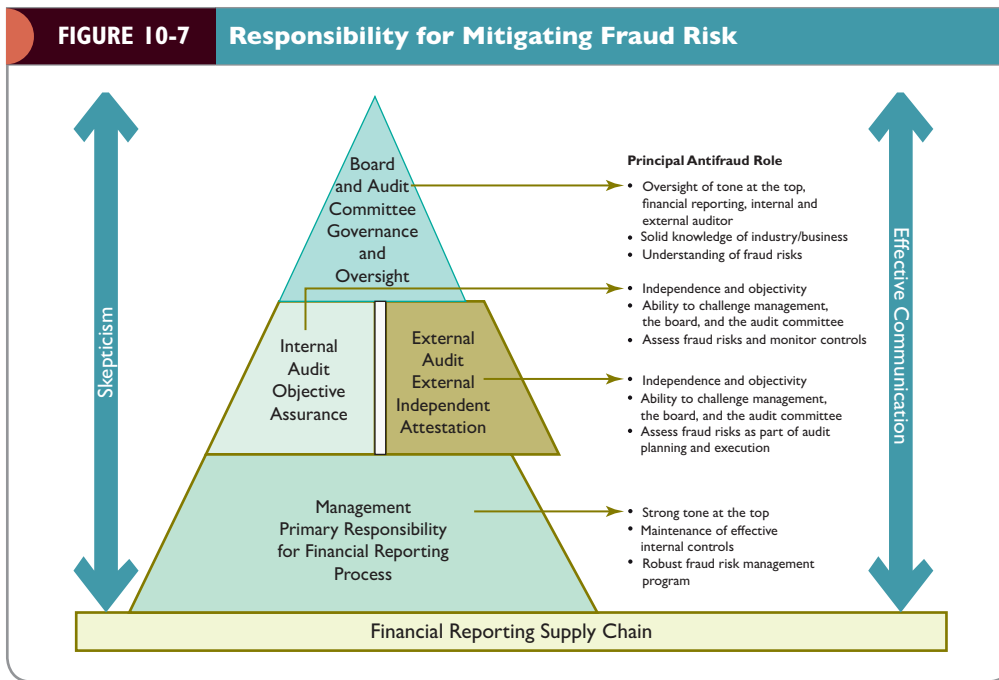 FIGURE 10-7 Responsibility for Mitigating Fraud Risk
Skepticism
Board
and Audit
Committee
Governance
and
Oversight
Internal
Audit
Objective
Assurance
External
Audit
External
Independent
Attestation
Management
Primary Responsibility
for Financial Reporting
Process
Principal Antifraud Role
• Oversight of tone at the top,
financial reporting, internal and
external auditor
• Solid knowledge of industry/business
• Understanding of fraud risks
• Independence and objectivity
• Ability to challenge management,
the board, and the audit committee
• Assess fraud risks and monitor controls
• Independence and objectivity
• Ability to challenge management,
the board, and the audit committee
• Assess fraud risks as part of audit
planning and execution
• Strong tone at the top
• Maintenance of effective
internal controls
• Robust fraud risk management
program
Effective Communication
Financial Reporting Supply Chain